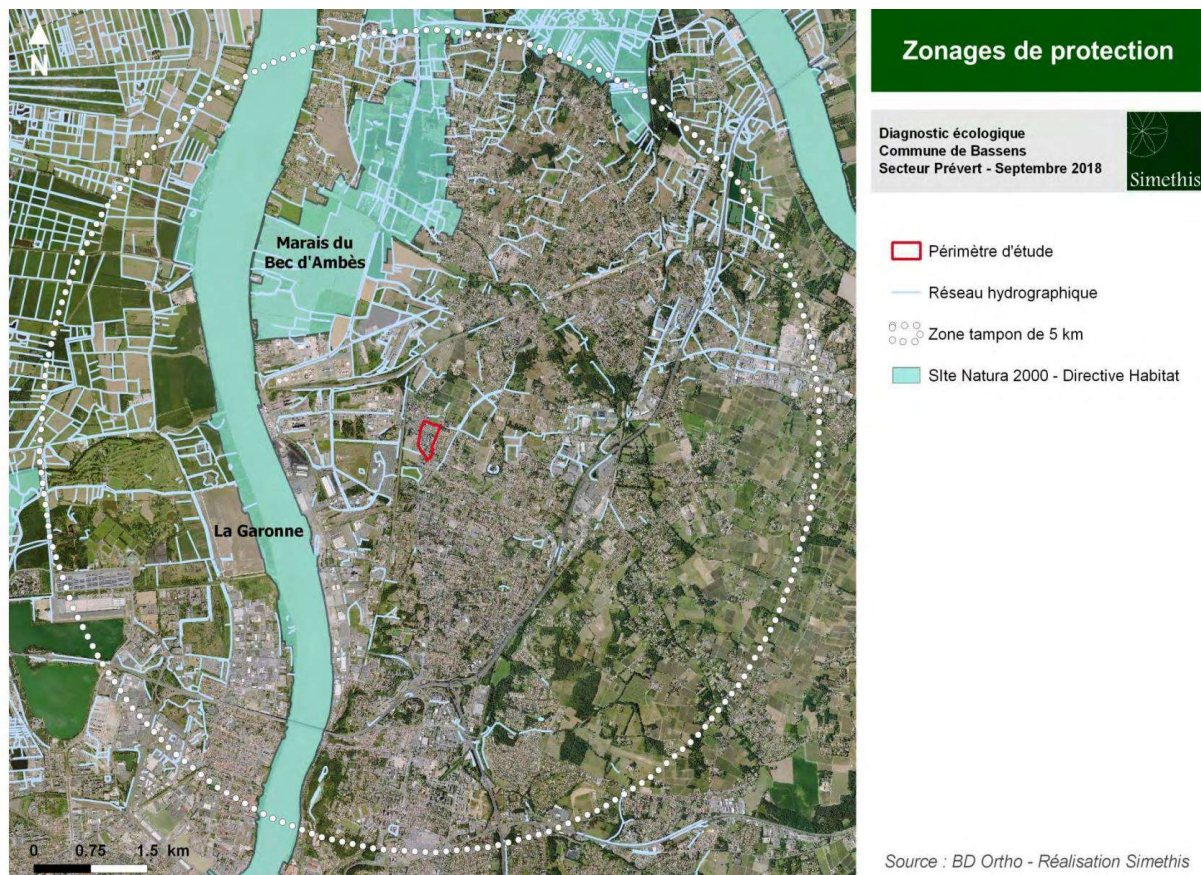 N
Marais du
Bec d'Ambès
La Garonne
0 0.75 1.5 km
Zonages de protection
Diagnostic écologique
Commune de Bassens
Secteur Prévert - Septembre 2018
Simethis
Périmètre d'étude
Réseau hydrographique
Zone tampon de 5 km
SIte Natura 2000 - Directive Habitat
Source : BD Ortho - Réalisation Simethis